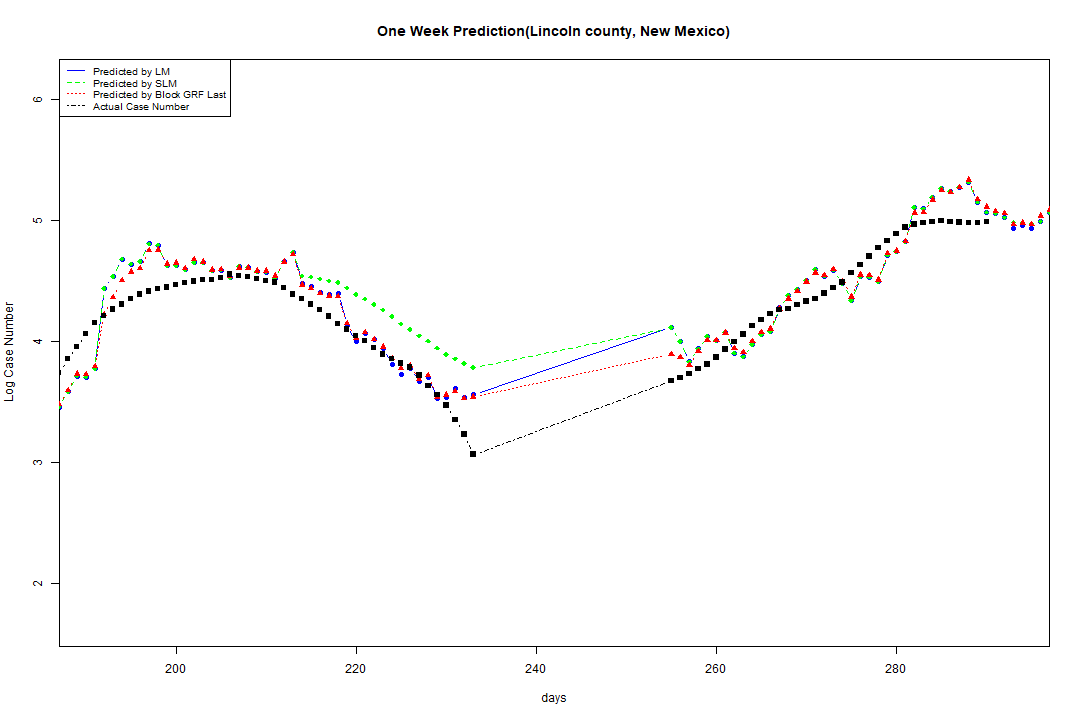 One Week Prediction(Lincoln county, New Mexico)
Predicted by LM
Predicted by SLM
Predicted by Block GRF Last
Actual Case Number
6
5
4
3
2
Log Case Number
200
220
240
260
280
days